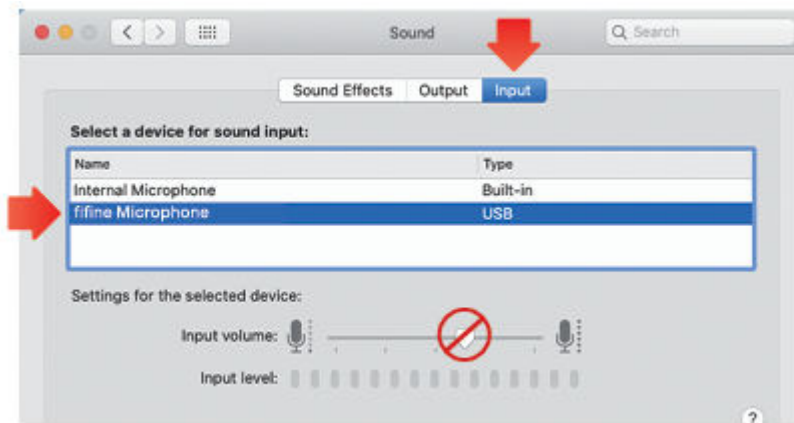 Sound
Search
Sound Effects Output Input
Select a device for sound input:
Name Type
Internal Microphone Built-in
fifine Microphone USB
Settings for the selected device:
Input volume:
Input level:
?